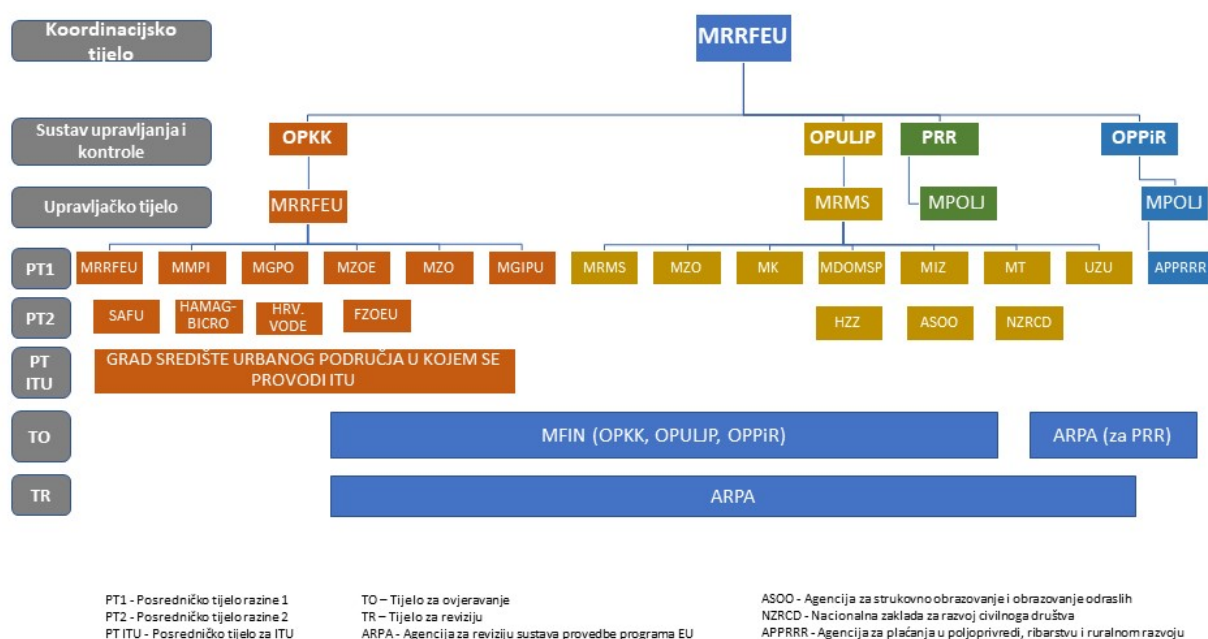 Koordinacijsko
tijelo
MRRFEU
Sustav upravljanja i
kontrole
OPKK
OPULJP
PRR
OPPiR
Upravljačko tijelo
MRRFEU
MRMS
MPOLJ
MPOLJ
PT1
MRRFEU
MMPI
MGPO
MZOE
MZO
MGIPU
MRMS
MZO
MK
MDOMSP
MIZ
MT
UZU
APPRRR
PT2
SAFU
HAMAG-
BICRO
HRV.
VODE
FZOEU
HZZ
ASOO
NZRCD
PT
ITU
GRAD SREDIŠTE URBANOG PODRUČJA U KOJEM SE
PROVODI ITU
TO
MFIN (OPKK, OPULJP, OPPiR)
ARPA (za PRR)
TR
ARPA
PT1 - Posredničko tijelo razine 1
PT2 - Posredničko tijelo razine 2
PT ITU - Posredničko tijelo za ITU
TO – Tijelo za ovjeravanje
TR – Tijelo za reviziju
ARPA - Agencija za reviziju sustava provedbe programa EU
ASOO - Agencija za strukovno obrazovanje i obrazovanje odraslih
NZRCD - Nacionalna zaklada za razvoj civilnoga društva
APPRRR - Agencija za plaćanja u poljoprivredi, ribarstvu i ruralnom razvoju